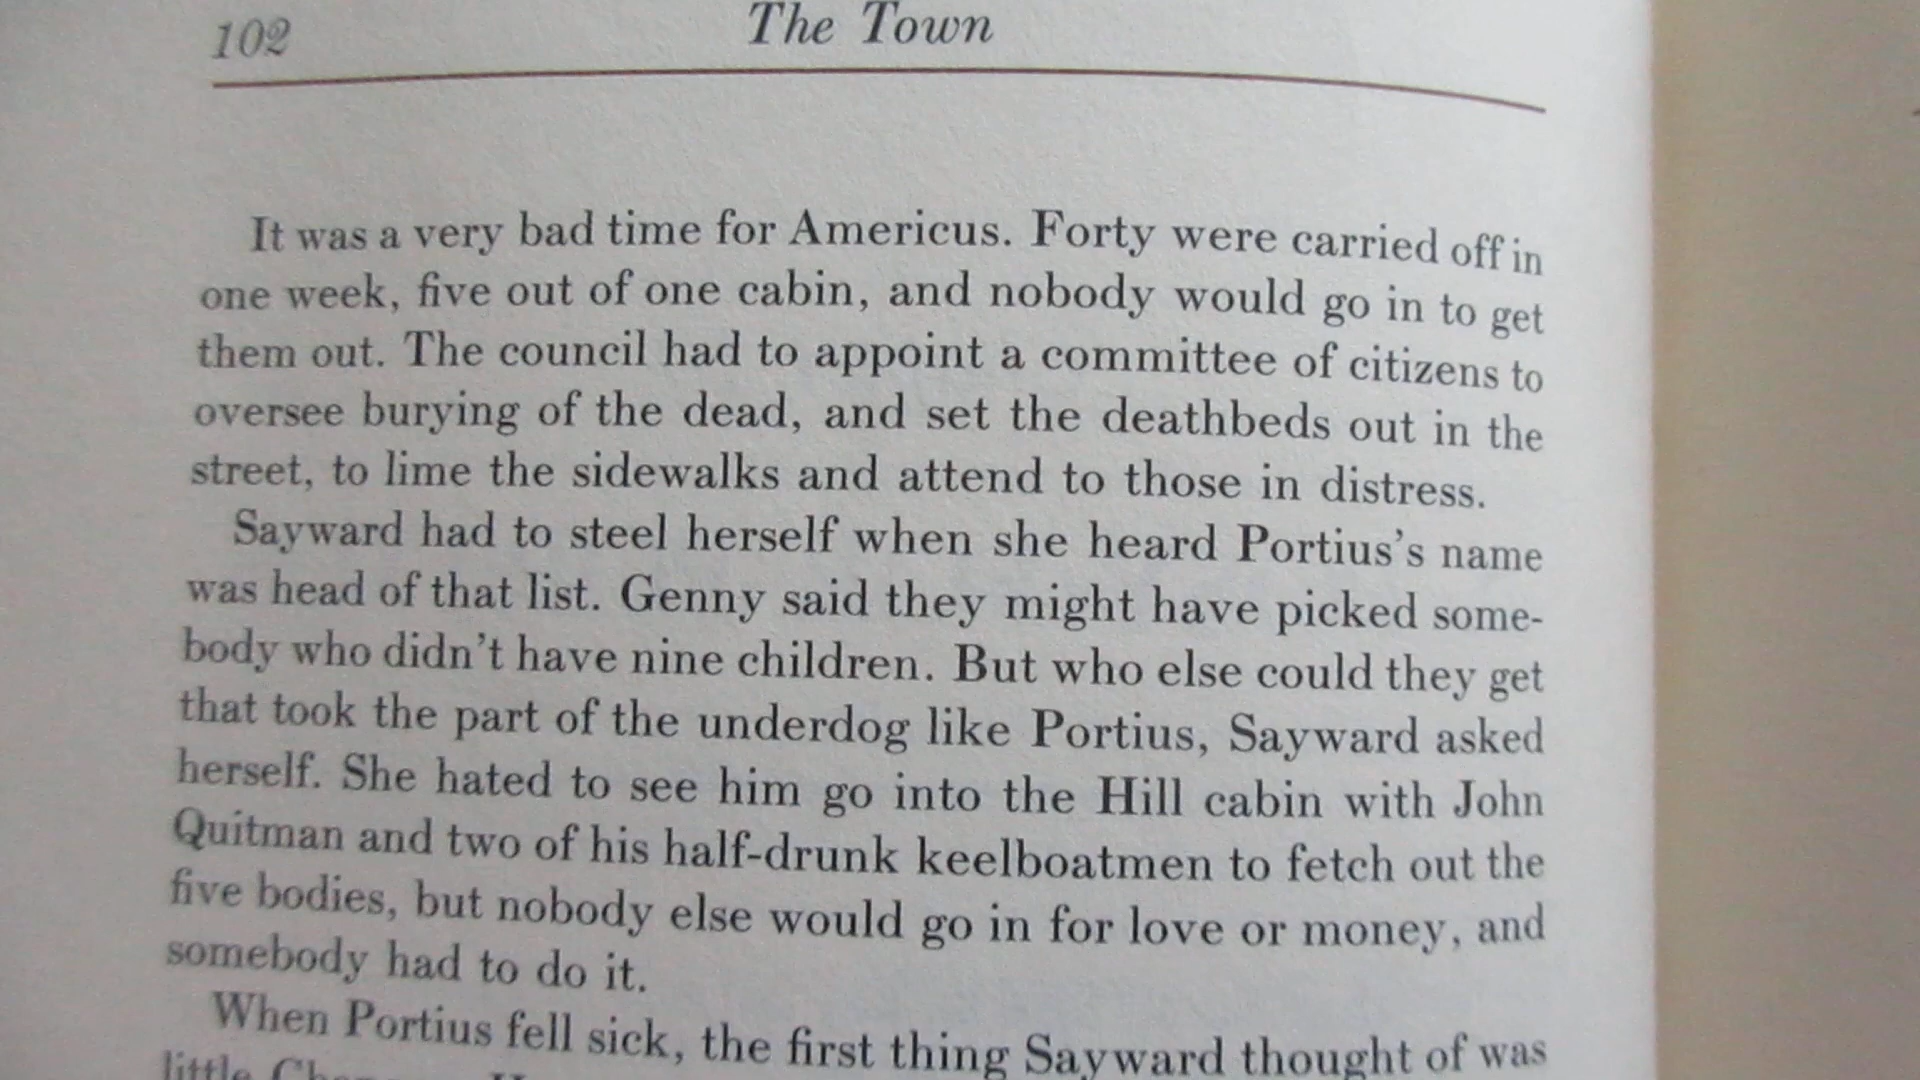 102
The Town
It was a very bad time for Americus. Forty were carried off in
one week, five out of one cabin, and nobody would go in to get
them out. The council had to appoint a committee of citizens to
oversee burying of the dead, and set the deathbeds out in the
street, to lime the sidewalks and attend to those in distress.
Sayward had to steel herself when she heard Portius's name
was head of that list. Genny said they might have picked some-
body who didn't have nine children. But who else could they get
that took the part of the underdog like Portius, Sayward asked
herself. She hated to see him go into the Hill cabin with John
Quitman and two of his half-drunk keelboatmen to fetch out the
five bodies, but nobody else would go in for love or money, and
somebody had to do it.
When Portius fell sick, the first thing Sayward thought of was
little